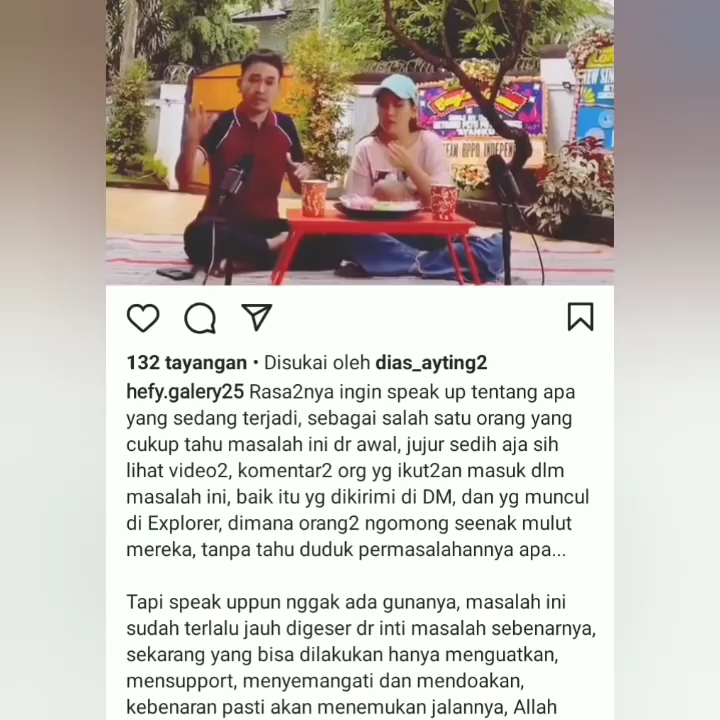 132 tayangan • Disukai oleh dias_ayting2
hefy.galery25 Rasa2nya ingin speak up tentang apa
yang sedang terjadi, sebagai salah satu orang yang
cukup tahu masalah ini dr awal, jujur sedih aja sih
lihat video2, komentar2 org yg ikut2an masuk dlm
masalah ini, baik itu yg dikirimi di DM, dan yg muncul
di Explorer, dimana orang2 ngomong seenak mulut
mereka, tanpa tahu duduk permasalahannya apa...
Tapi speak uppun nggak ada gunanya, masalah ini
sudah terlalu jauh digeser dr inti masalah sebenarnya,
sekarang yang bisa dilakukan hanya menguatkan,
mensupport, menyemangati dan mendoakan,
kebenaran pasti akan menemukan jalannya, Allah